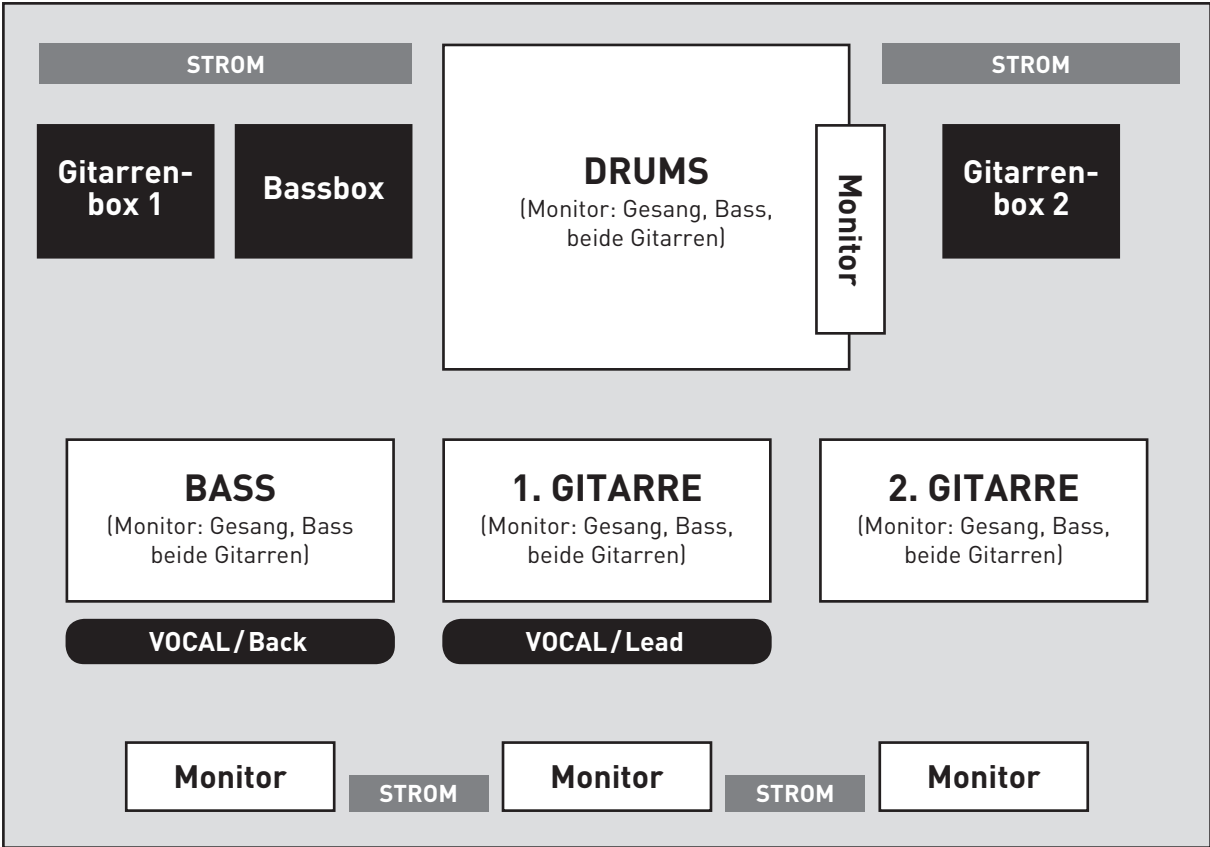 STROM
STROM
Gitarren-
box 1
Bassbox
DRUMS
(Monitor: Gesang, Bass,
beide Gitarren)
Monitor
Gitarren-
box 2
BASS
(Monitor: Gesang, Bass
beide Gitarren)
1. GITARRE
(Monitor: Gesang, Bass,
beide Gitarren)
2. GITARRE
(Monitor: Gesang, Bass,
beide Gitarren)
VOCAL/Back
VOCAL/Lead
Monitor
STROM
Monitor
STROM
Monitor